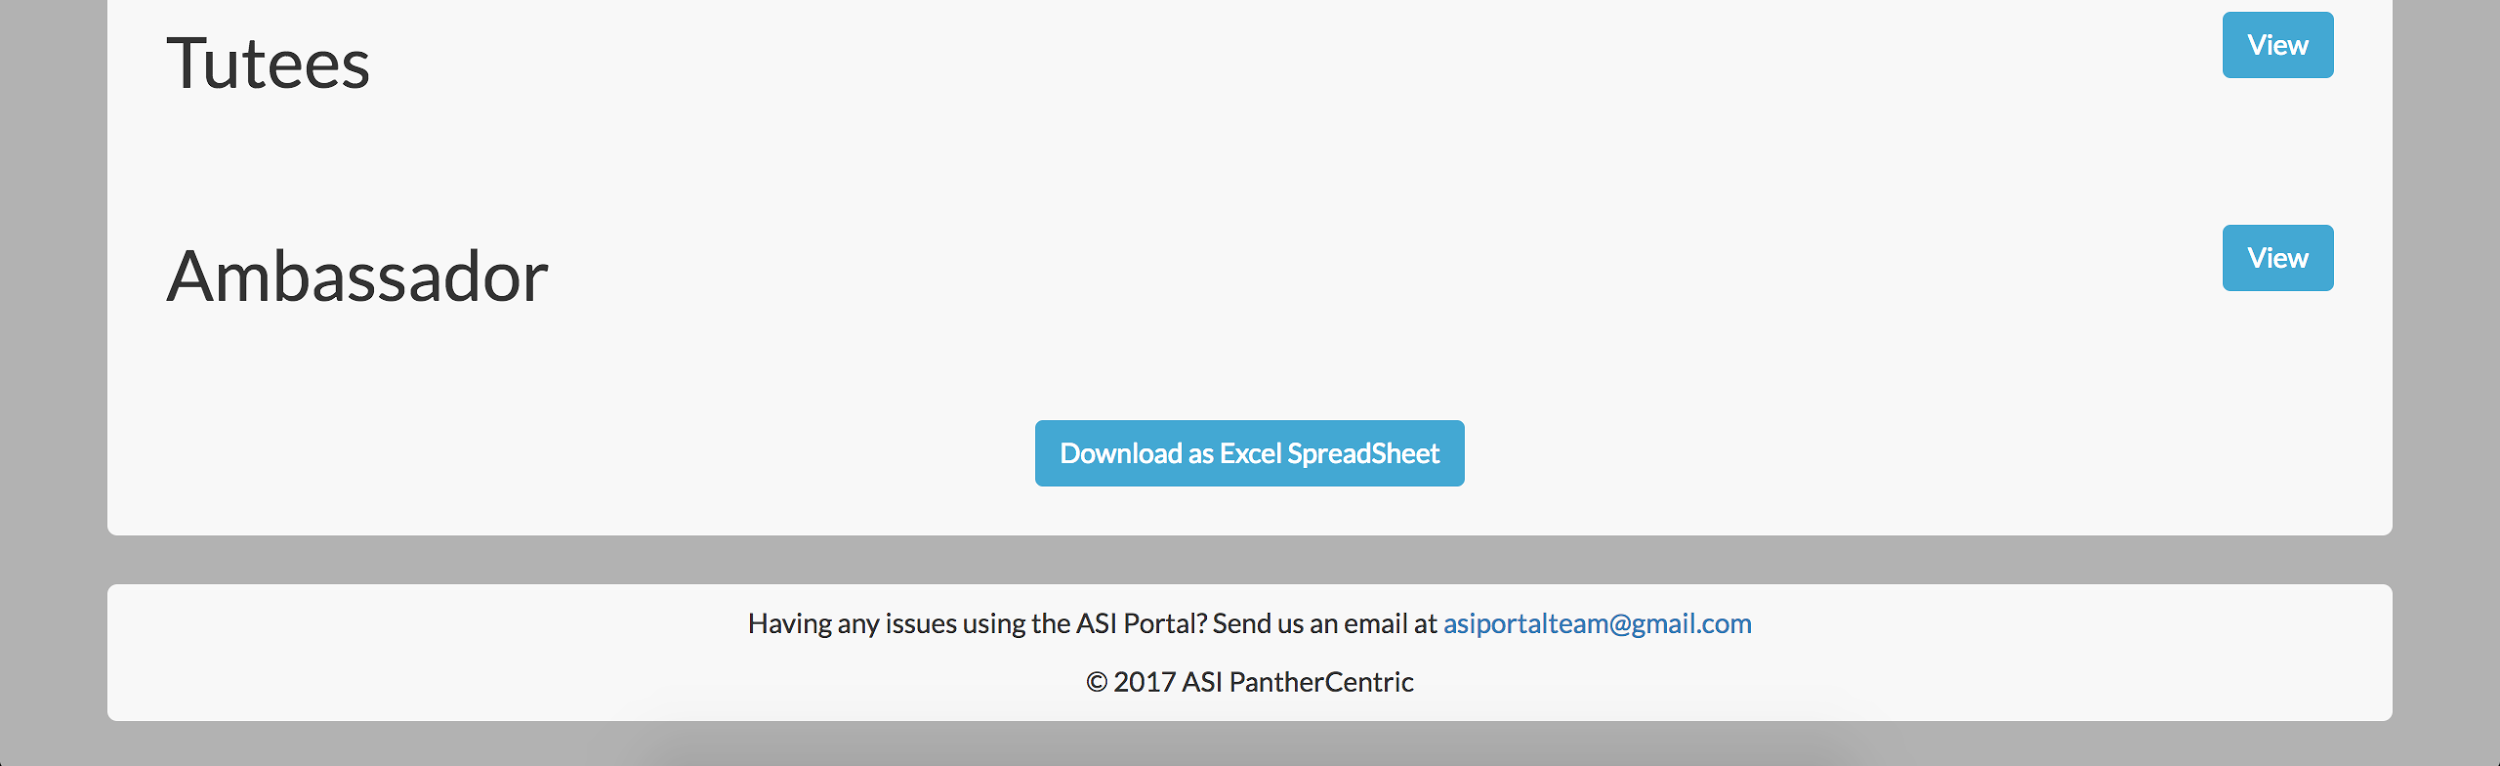 Tutees
View
Ambassador
View
Download as Excel SpreadSheet
Having any issues using the ASI Portal? Send us an email at asiportalteam@gmail.com
© 2017 ASI PantherCentric